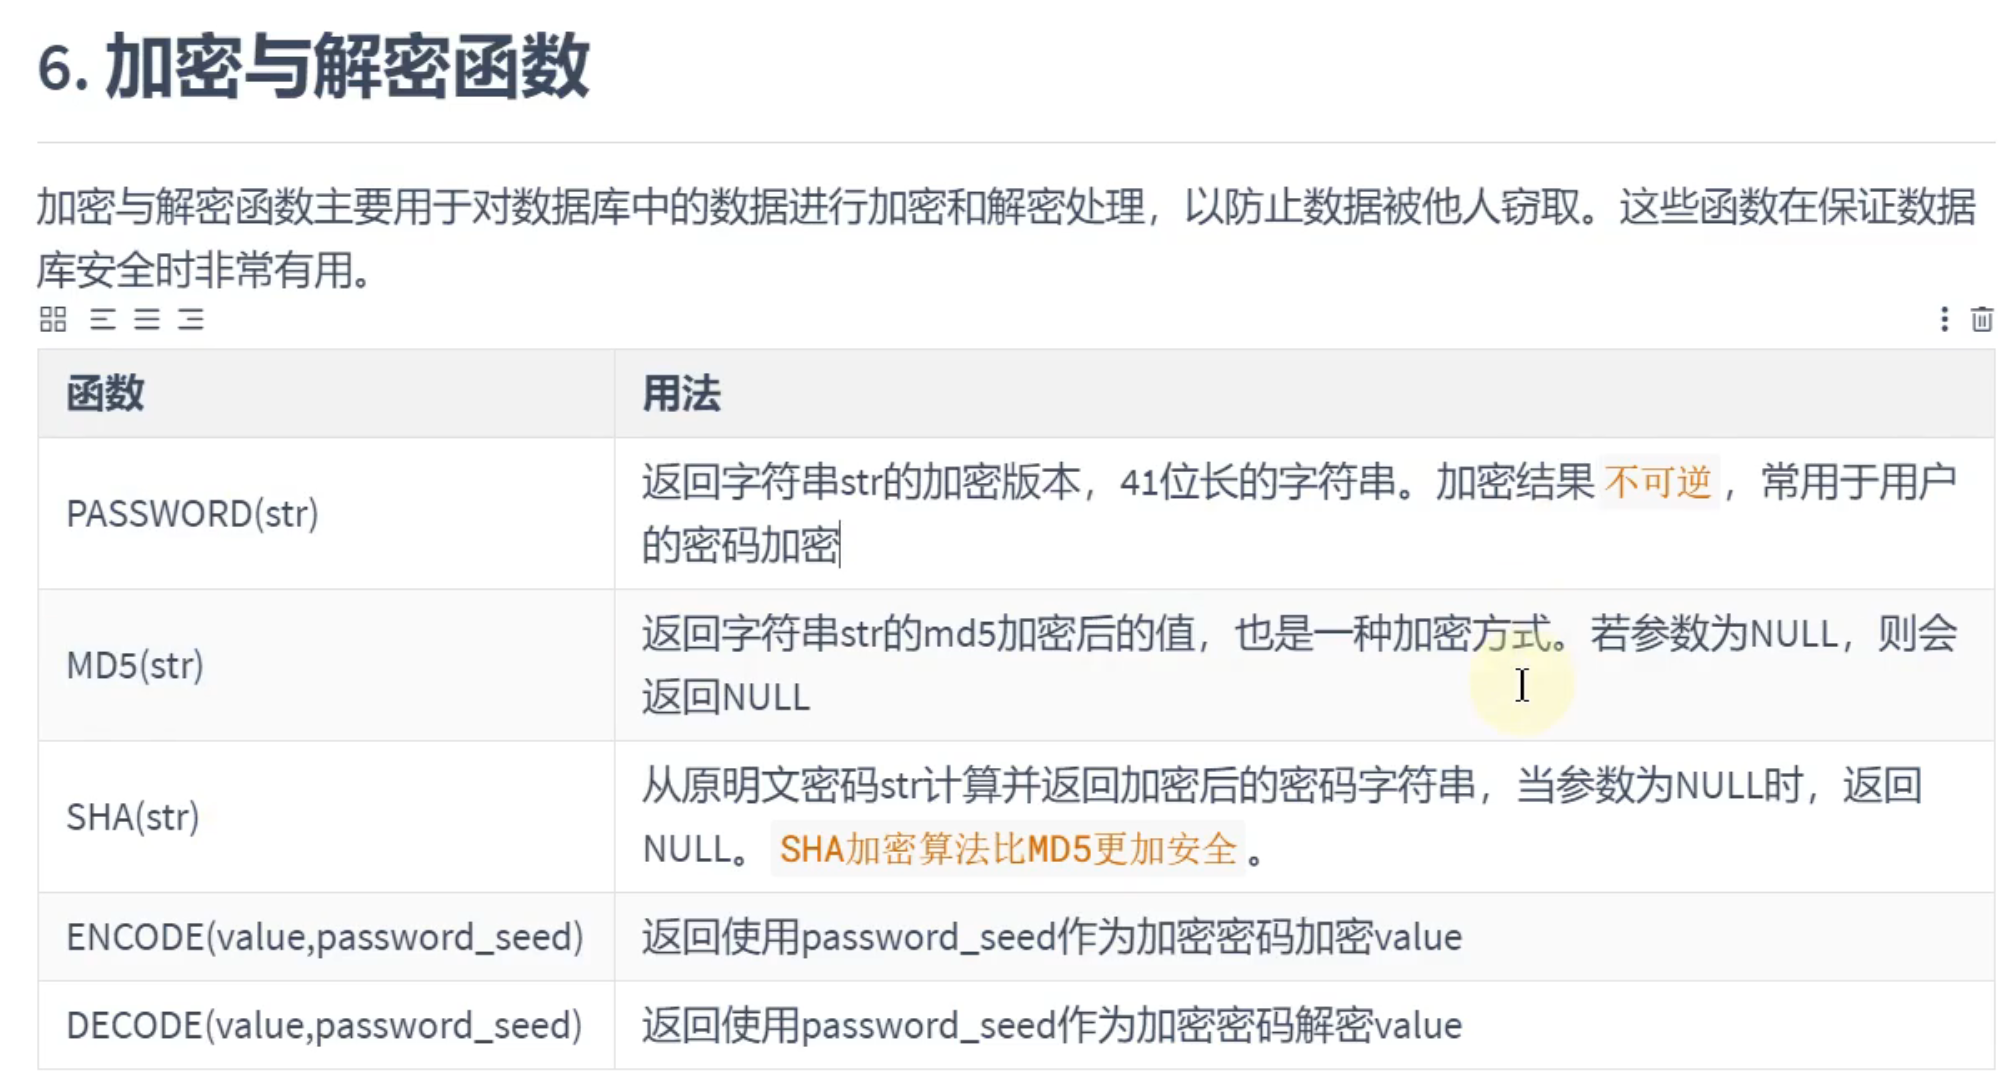 6. 加密与解密函数
加密与解密函数主要用于对数据库中的数据进行加密和解密处理，以防止数据被他人窃取。这些函数在保证数据
库安全时非常有用。
函数 用法
PASSWORD(str) 返回字符串str的加密版本，41位长的字符串。加密结果 不可逆 ，常用于用户
的密码加密
MD5(str) 返回字符串str的md5加密后的值，也是一种加密方式。若参数为NULL，则会
返回NULL
SHA(str) 从原明文密码str计算并返回加密后的密码字符串，当参数为NULL时，返回
NULL。 SHA加密算法比MD5更加安全 。
ENCODE(value,password_seed) 返回使用password_seed作为加密密码加密value
DECODE(value,password_seed) 返回使用password_seed作为加密密码解密value